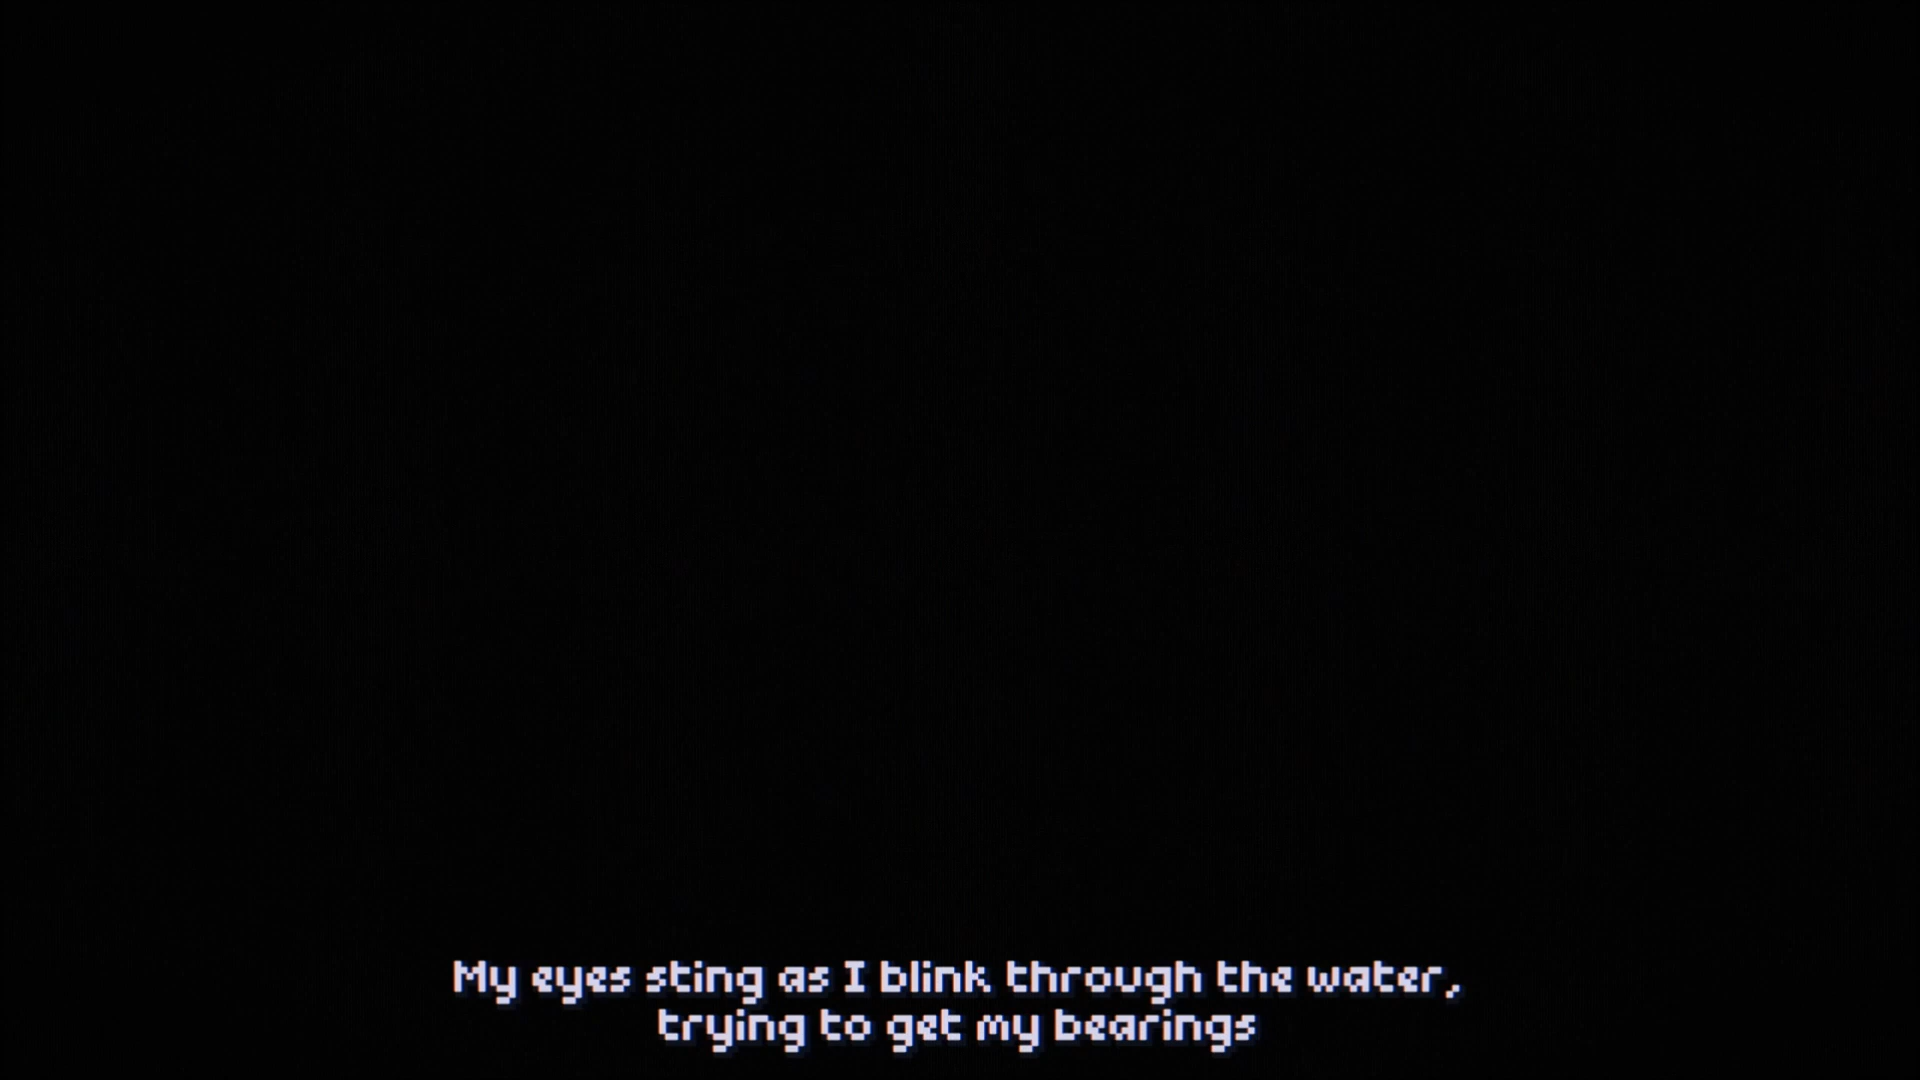 My eyes sting as I blink through the water,
trying to get my bearings